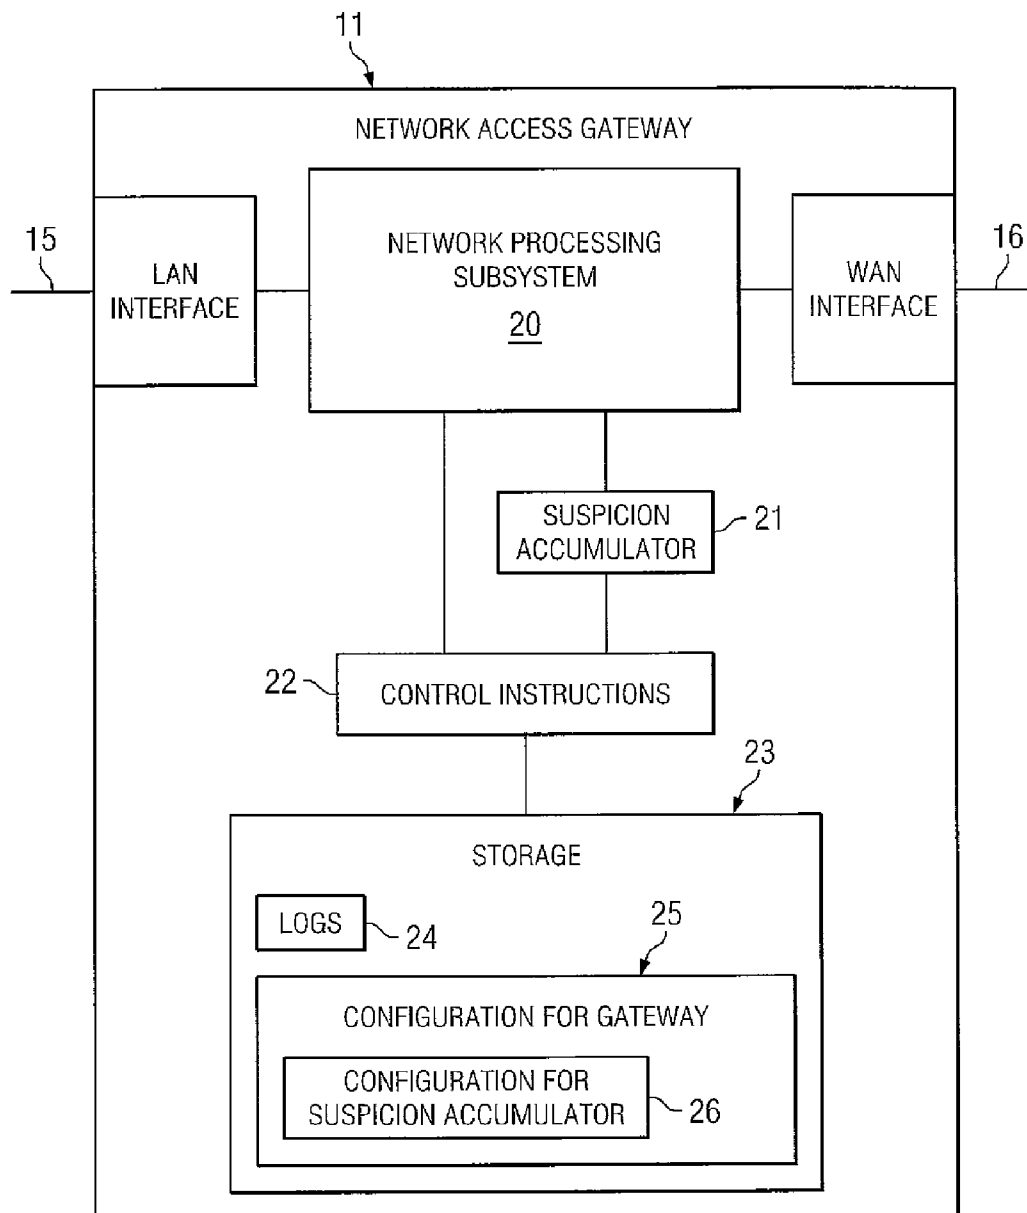 11
NETWORK ACCESS GATEWAY
15
LAN
INTERFACE
NETWORK PROCESSING
SUBSYSTEM
20
WAN
INTERFACE
16
SUSPICION
ACCUMULATOR
21
22
CONTROL INSTRUCTIONS
23
STORAGE
LOGS
24
25
CONFIGURATION FOR GATEWAY
CONFIGURATION FOR
SUSPICION ACCUMULATOR
26